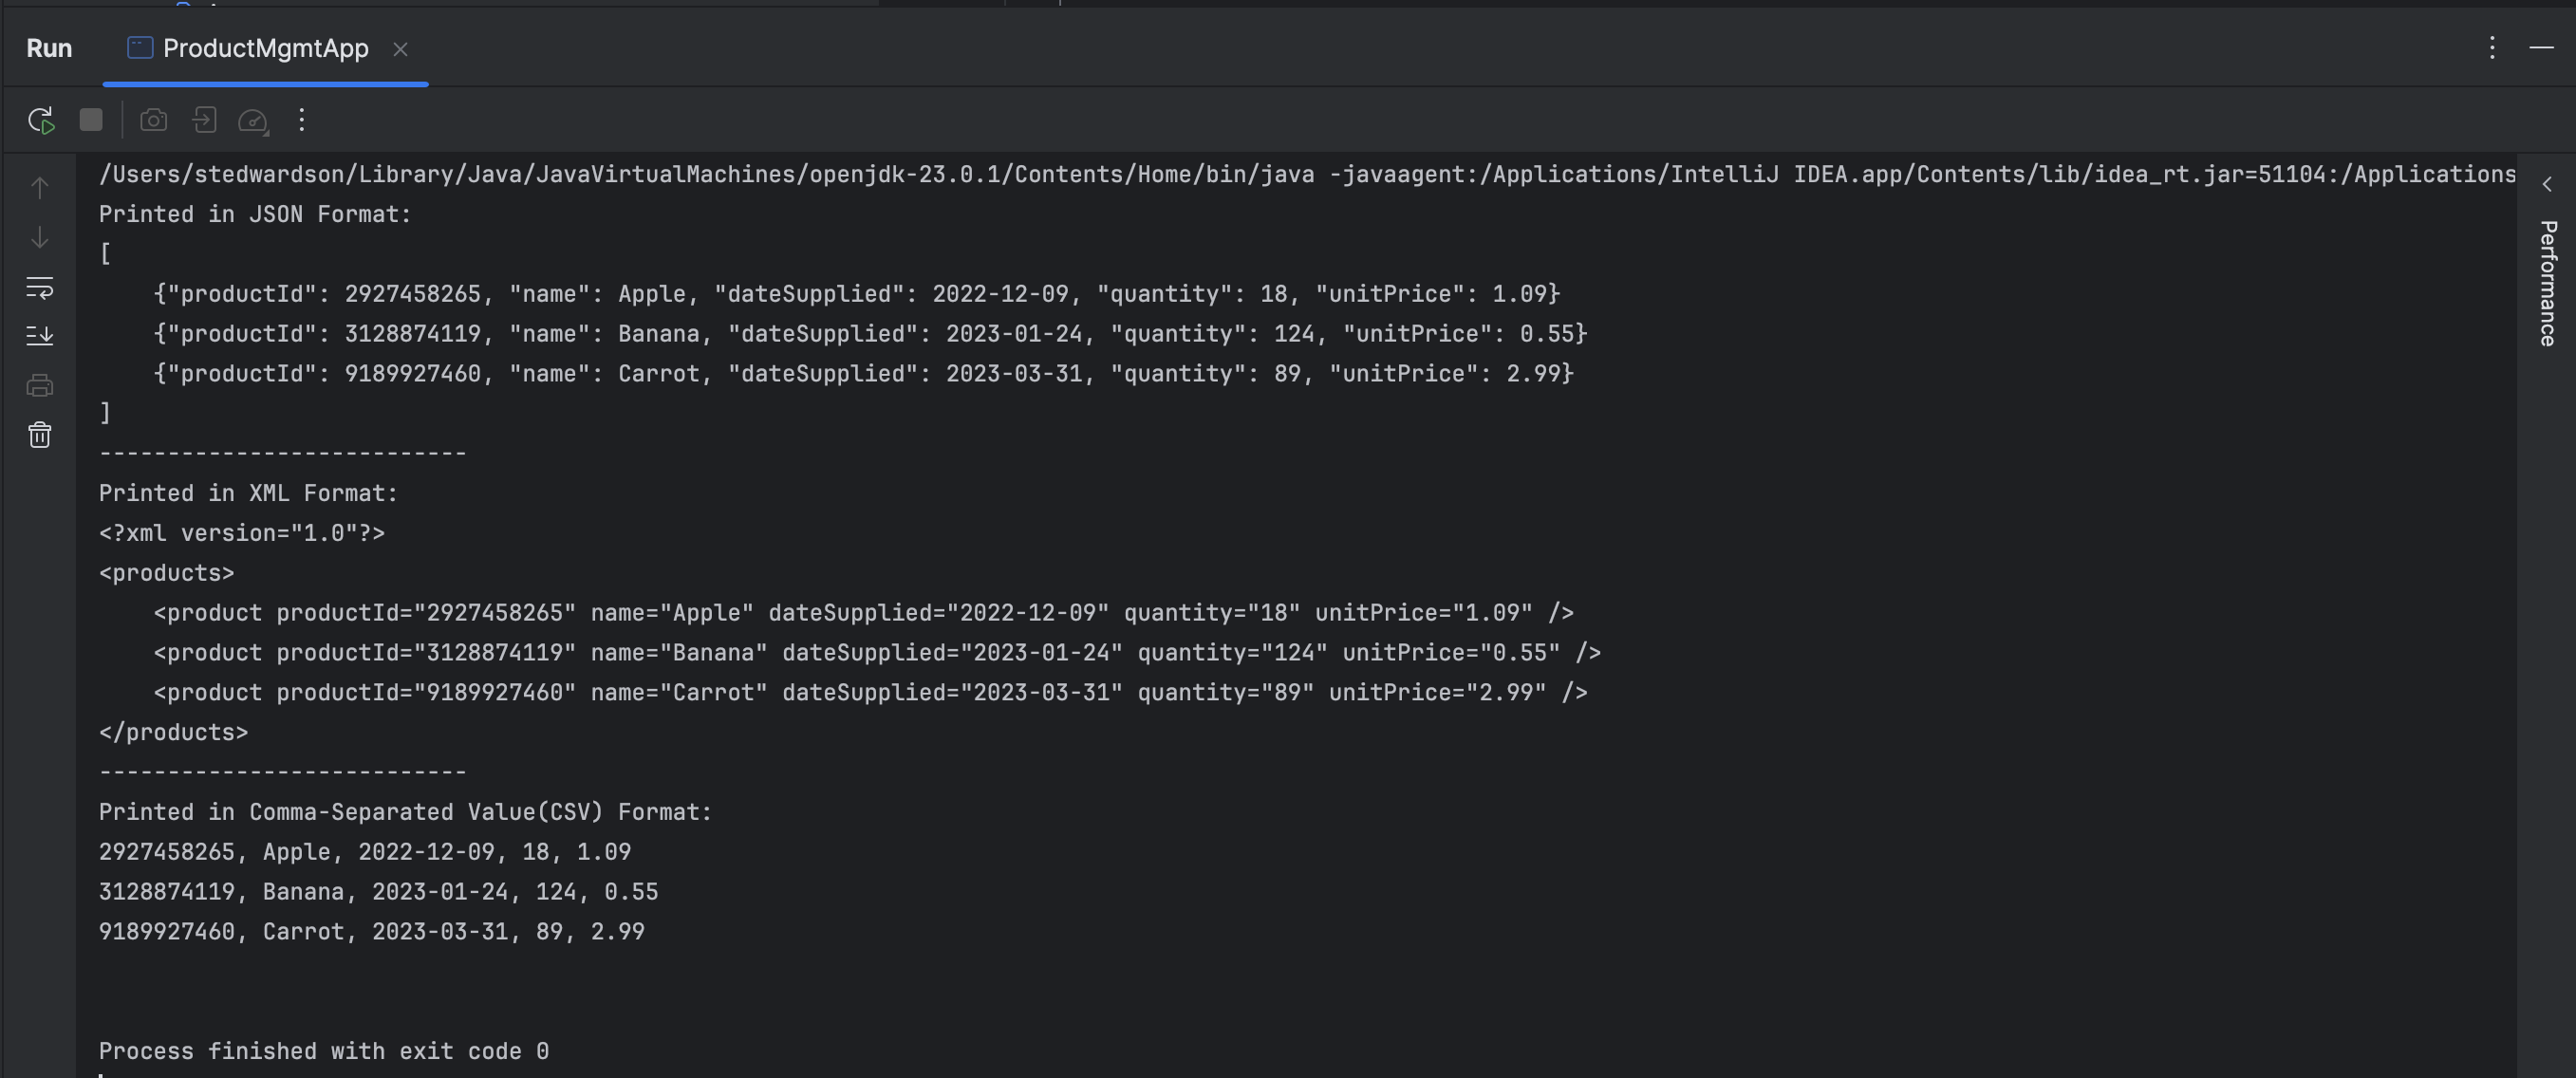 Run ProductMgmtApp
/Users/stedwardson/Library/Java/JavaVirtualMachines/openjdk-23.0.1/Contents/Home/bin/java -javaagent:/Applications/IntelliJ IDEA.app/Contents/lib/idea_rt.jar=51104:/Applications
Printed in JSON Format:
[
    {"productId": 2927458265, "name": Apple, "dateSupplied": 2022-12-09, "quantity": 18, "unitPrice": 1.09}
    {"productId": 3128874119, "name": Banana, "dateSupplied": 2023-01-24, "quantity": 124, "unitPrice": 0.55}
    {"productId": 9189927460, "name": Carrot, "dateSupplied": 2023-03-31, "quantity": 89, "unitPrice": 2.99}
]
---------------------------
Printed in XML Format:
<?xml version="1.0"?>
<products>
    <product productId="2927458265" name="Apple" dateSupplied="2022-12-09" quantity="18" unitPrice="1.09" />
    <product productId="3128874119" name="Banana" dateSupplied="2023-01-24" quantity="124" unitPrice="0.55" />
    <product productId="9189927460" name="Carrot" dateSupplied="2023-03-31" quantity="89" unitPrice="2.99" />
</products>
---------------------------
Printed in Comma-Separated Value(CSV) Format:
2927458265, Apple, 2022-12-09, 18, 1.09
3128874119, Banana, 2023-01-24, 124, 0.55
9189927460, Carrot, 2023-03-31, 89, 2.99
Process finished with exit code 0
Performance